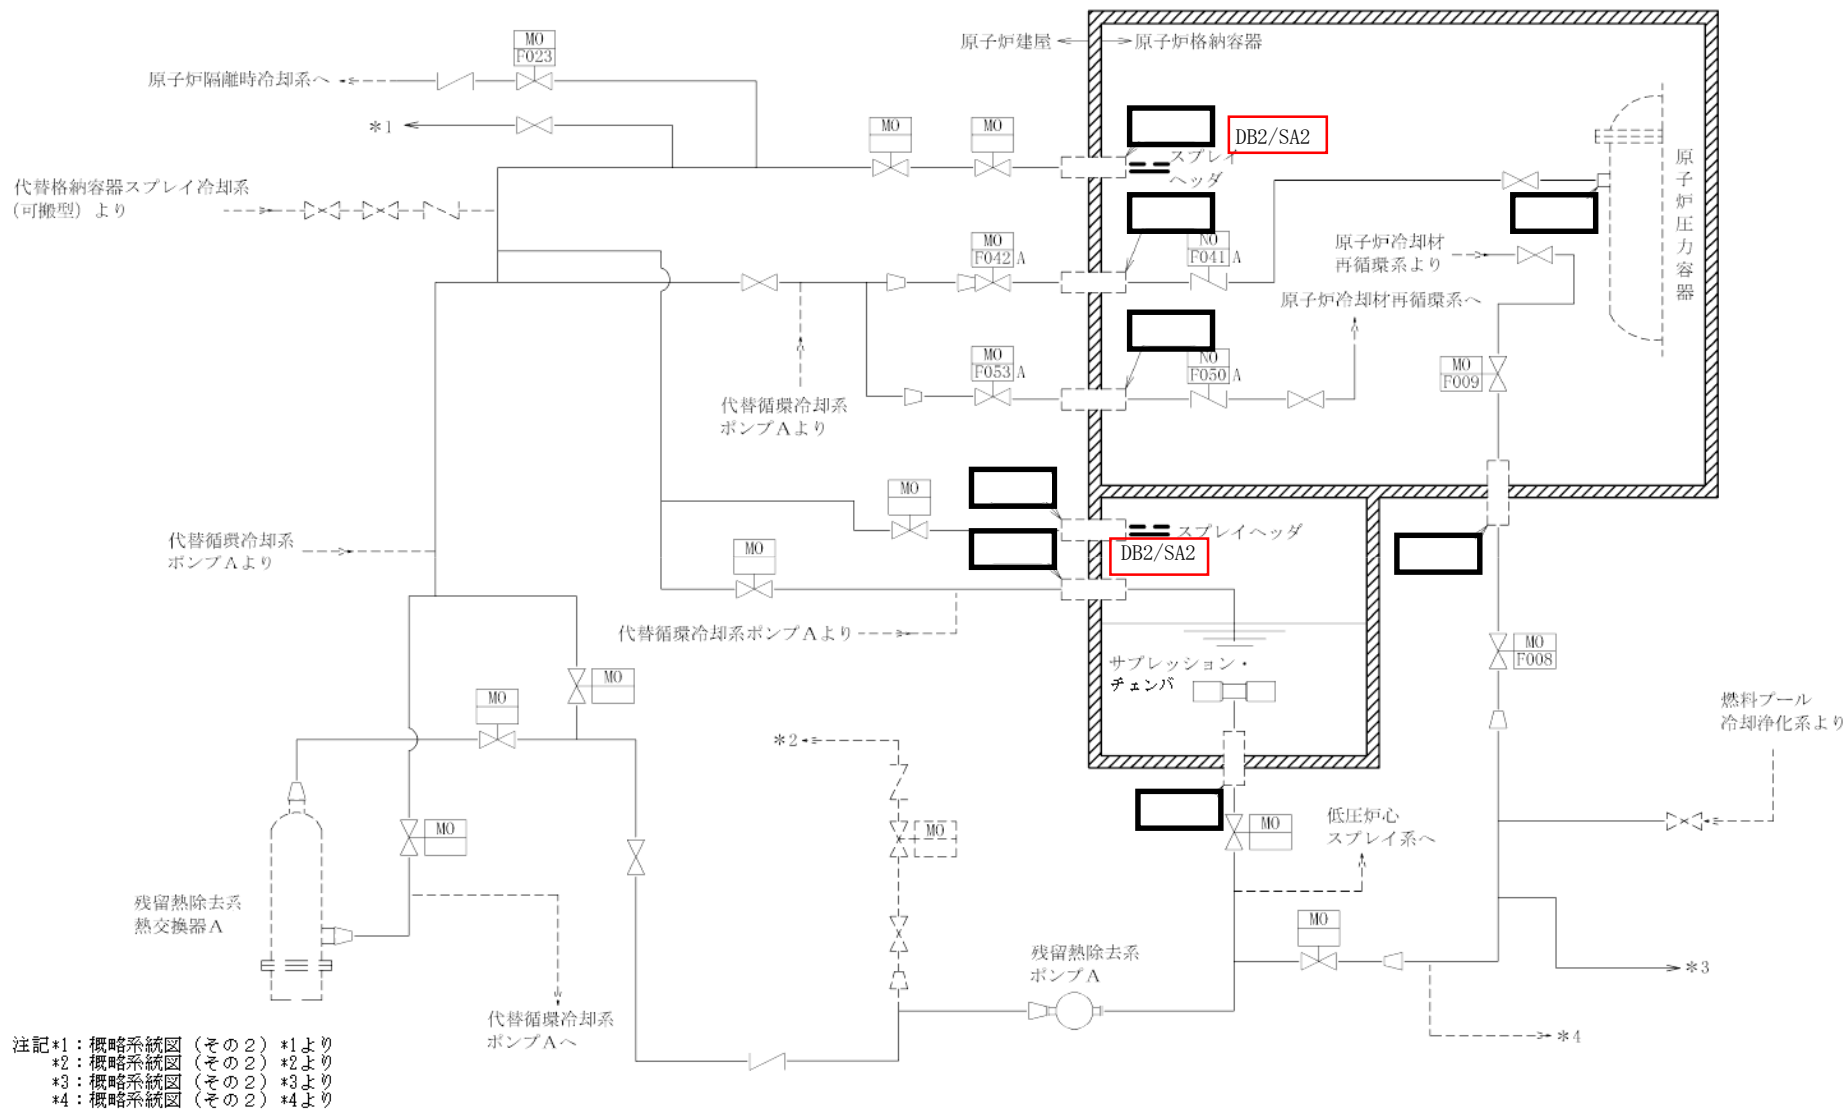 原子炉建屋
原子炉格納容器
MO
F023
原子炉隔離時冷却系へ
*1
MO
MO
DB2/SA2
スプレイ
ヘッダ
原子炉圧力容器
代替格納容器スプレイ冷却系
(可搬型) より
MO
F042 A
NO
F041 A
原子炉冷却材
再循環系より
原子炉冷却材再循環系へ
MO
F053 A
NO
F050 A
MO
F009
代替循環冷却系
ポンプAより
MO
スプレイヘッダ
DB2/SA2
代替循環冷却系
ポンプAより
MO
代替循環冷却系ポンプAより
MO
F008
サプレッション・
チェンバ
MO
MO
燃料プール
冷却浄化系より
*2
MO
MO
MO
低圧炉心
スプレイ系へ
残留熱除去系
熱交換器A
MO
残留熱除去系
ポンプA
*3
代替循環冷却系
ポンプAへ
*4
注記*1:概略系統図 (その2) *1より
*2:概略系統図 (その2) *2より
*3:概略系統図 (その2) *3より
*4:概略系統図 (その2) *4より